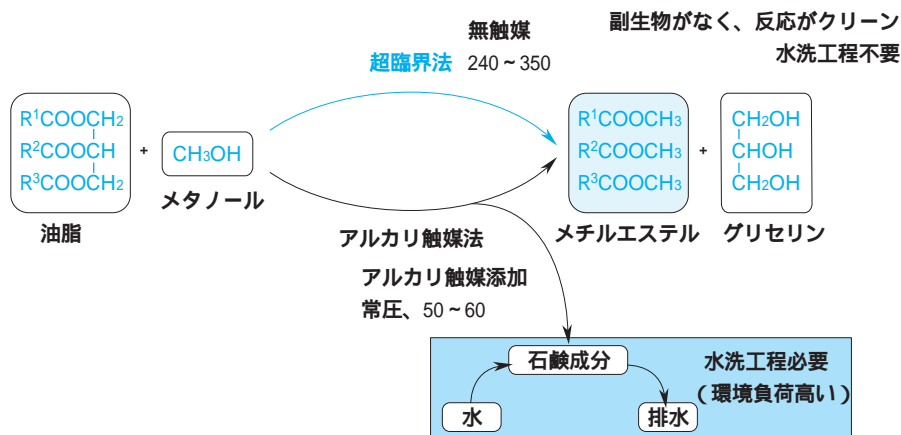 副生物がなく、反応がクリーン
水洗工程不要
無触媒
超臨界法 240~350
R¹COOCH₂
R²COOCH
R³COOCH₂
油脂
+
CH₃OH
メタノール
R¹COOCH₃
R²COOCH₃
R³COOCH₃
メチルエステル
+
CH₂OH
CHOH
CH₂OH
グリセリン
アルカリ触媒法
アルカリ触媒添加
常圧、50~60
石鹸成分
水
排水
水洗工程必要
(環境負荷高い)